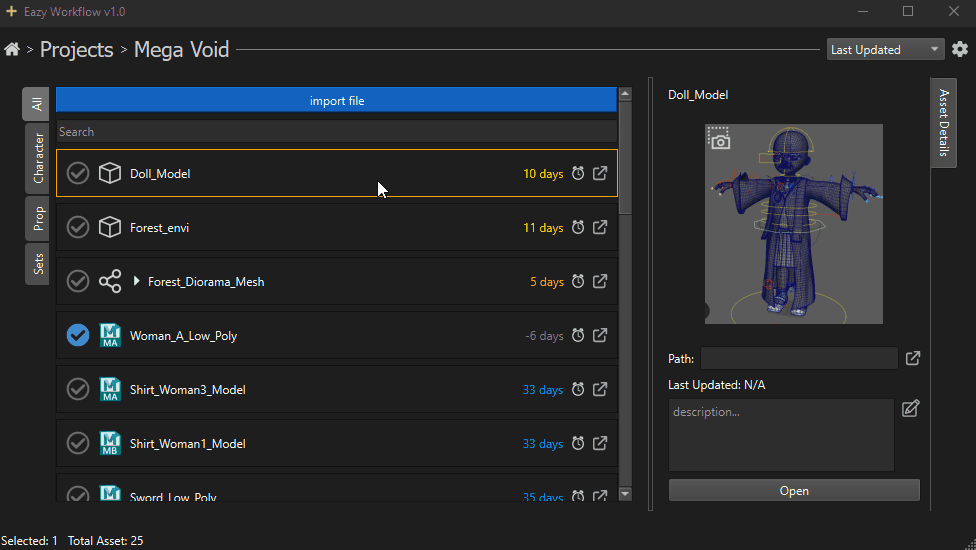 Eazy Workflow v1.0
> Projects > Mega Void
Last Updated
All
Character
Prop
Sets
import file
Search
Doll_Model
10 days
Forest_envi
11 days
Forest_Diorama_Mesh
5 days
MA
Woman_A_Low_Poly
-6 days
MA
Shirt_Woman3_Model
33 days
MB
Shirt_Woman1_Model
33 days
Sword_Low_Poly
35 days
Doll_Model
Asset Details
Path:
Last Updated: N/A
description...
Open
Selected: 1 Total Asset: 25